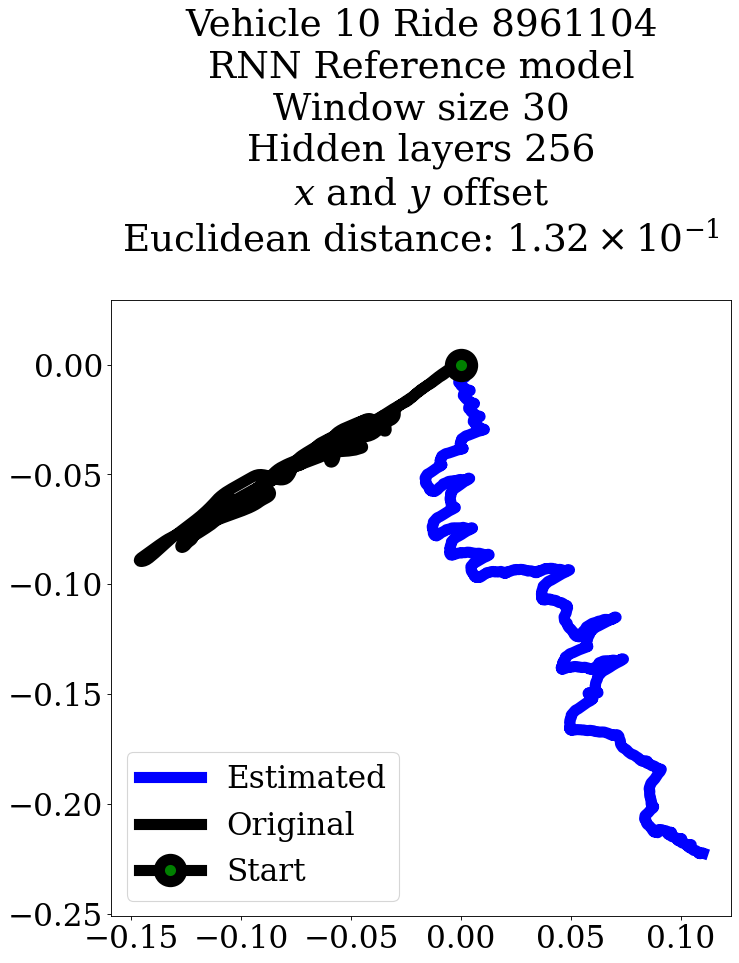 Vehicle 10 Ride 8961104
RNN Reference model
Window size 30
Hidden layers 256
x and y offset
Euclidean distance: 1.32 × 10⁻¹
0.00
−0.05
−0.10
−0.15
−0.20
−0.25
Estimated
Original
Start
−0.15 −0.10 −0.05 0.00 0.05 0.10